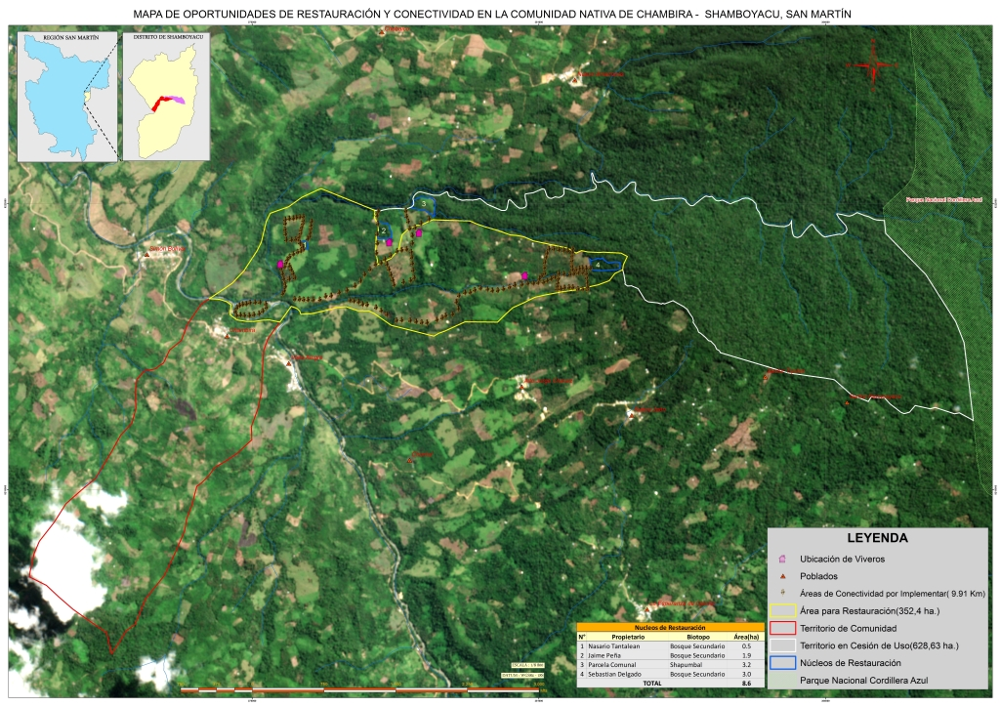 MAPA DE OPORTUNIDADES DE RESTAURACIÓN Y CONECTIVIDAD EN LA COMUNIDAD NATIVA DE CHAMBIRA - SHAMBOYACU, SAN MARTÍN
REGIÓN SAN MARTÍN
DISTRITO DE SHAMBOYACU
Parque Nacional Cordillera Azul
3
2
1
4
LEYENDA
Ubicación de Viveros
Poblados
Áreas de Conectividad por Implementar( 9.91 Km)
Área para Restauración(352,4 ha.)
Territorio de Comunidad
Territorio en Cesión de Uso(628,63 ha.)
Núcleos de Restauración
Parque Nacional Cordillera Azul
Nucleos de Restauración
N° Propietario Biotopo Área(ha)
1 Nasario Tantalean Bosque Secundario 0.5
2 Jaime Peña Bosque Secundario 1.9
3 Parcela Comunal Shapumbal 3.2
4 Sebastian Delgado Bosque Secundario 3.0
TOTAL 8.6